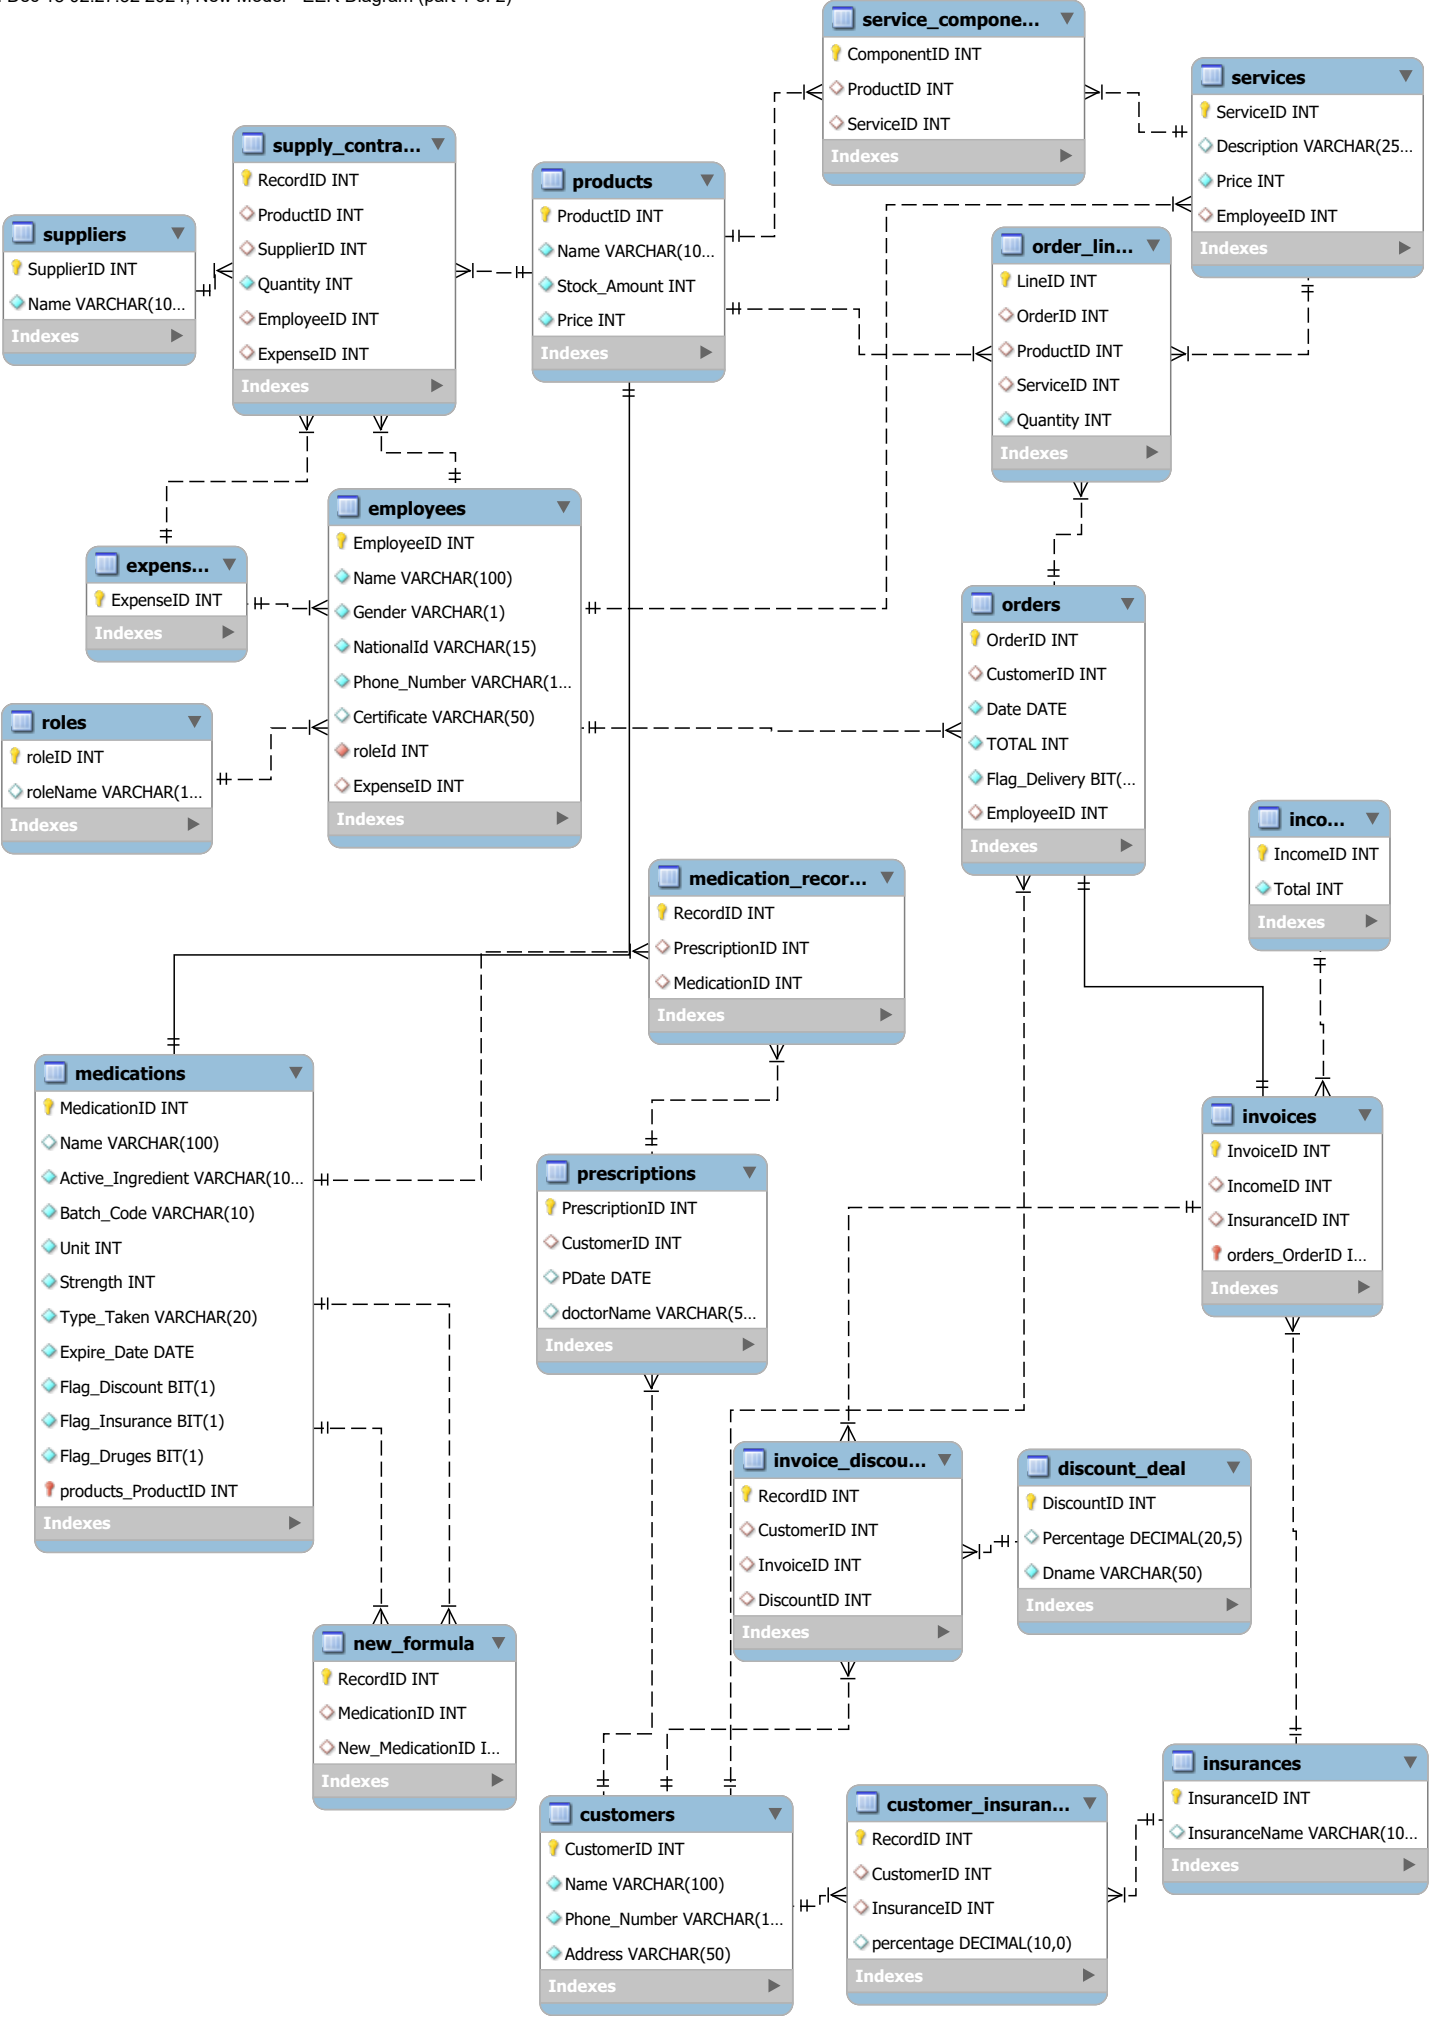 service_compone...
ComponentID INT
ProductID INT
ServiceID INT
Indexes
services
ServiceID INT
Description VARCHAR(25...
Price INT
EmployeeID INT
Indexes
supply_contra...
RecordID INT
ProductID INT
SupplierID INT
Quantity INT
EmployeeID INT
ExpenseID INT
Indexes
products
ProductID INT
Name VARCHAR(10...
Stock_Amount INT
Price INT
Indexes
suppliers
SupplierID INT
Name VARCHAR(10...
Indexes
order_lin...
LineID INT
OrderID INT
ProductID INT
ServiceID INT
Quantity INT
Indexes
employees
EmployeeID INT
Name VARCHAR(100)
Gender VARCHAR(1)
NationalId VARCHAR(15)
Phone_Number VARCHAR(1...
Certificate VARCHAR(50)
roleId INT
ExpenseID INT
Indexes
expens...
ExpenseID INT
Indexes
orders
OrderID INT
CustomerID INT
Date DATE
TOTAL INT
Flag_Delivery BIT(...
EmployeeID INT
Indexes
roles
roleID INT
roleName VARCHAR(1...
Indexes
inco...
IncomeID INT
Total INT
Indexes
medication_recor...
RecordID INT
PrescriptionID INT
MedicationID INT
Indexes
medications
MedicationID INT
Name VARCHAR(100)
Active_Ingredient VARCHAR(10...
Batch_Code VARCHAR(10)
Unit INT
Strength INT
Type_Taken VARCHAR(20)
Expire_Date DATE
Flag_Discount BIT(1)
Flag_Insurance BIT(1)
Flag_Druges BIT(1)
products_ProductID INT
Indexes
prescriptions
PrescriptionID INT
CustomerID INT
PDate DATE
doctorName VARCHAR(5...
Indexes
invoices
InvoiceID INT
IncomeID INT
InsuranceID INT
orders_OrderID I...
Indexes
invoice_discou...
RecordID INT
CustomerID INT
InvoiceID INT
DiscountID INT
Indexes
discount_deal
DiscountID INT
Percentage DECIMAL(20,5)
Dname VARCHAR(50)
Indexes
new_formula
RecordID INT
MedicationID INT
New_MedicationID I...
Indexes
customers
CustomerID INT
Name VARCHAR(100)
Phone_Number VARCHAR(1...
Address VARCHAR(50)
Indexes
customer_insuran...
RecordID INT
CustomerID INT
InsuranceID INT
percentage DECIMAL(10,0)
Indexes
insurances
InsuranceID INT
InsuranceName VARCHAR(10...
Indexes